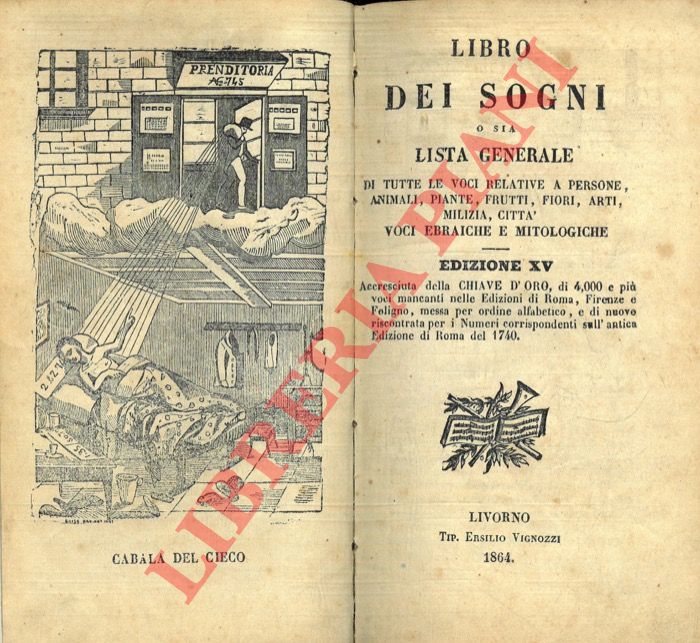 PRENDITORIA
Nº 745
CABALA DEL CIECO
LIBRO
DEI SOGNI
O SIA
LISTA GENERALE
DI TUTTE LE VOCI RELATIVE A PERSONE,
ANIMALI, PIANTE, FRUTTI, FIORI, ARTI,
MILIZIA, CITTA'
VOCI EBRAICHE E MITOLOGICHE
EDIZIONE XV
Accresciuta della CHIAVE D'ORO, di 4,000 e più
voci mancanti nelle Edizioni di Roma, Firenze e
Foligno, messa per ordine alfabetico, e di nuovo
riscontrata per i Numeri corrispondenti sull'antica
Edizione di Roma del 1740.
LIVORNO
TIP. ERSILIO VIGNOZZI
1864.
LIBRERIA PIANI